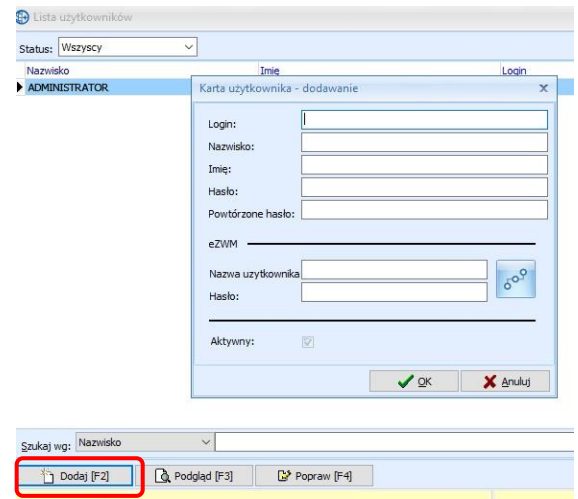 Lista użytkowników
Status: Wszyscy
Nazwisko Imię Login
ADMINISTRATOR
Karta użytkownika - dodawanie x
Login:
Nazwisko:
Imię:
Hasło:
Powtórzone hasło:
eZWM
Nazwa uzytkownika
Hasło:
Aktywny:
OK Anuluj
Szukaj wg: Nazwisko
Dodaj [F2] Podgląd [F3] Popraw [F4]